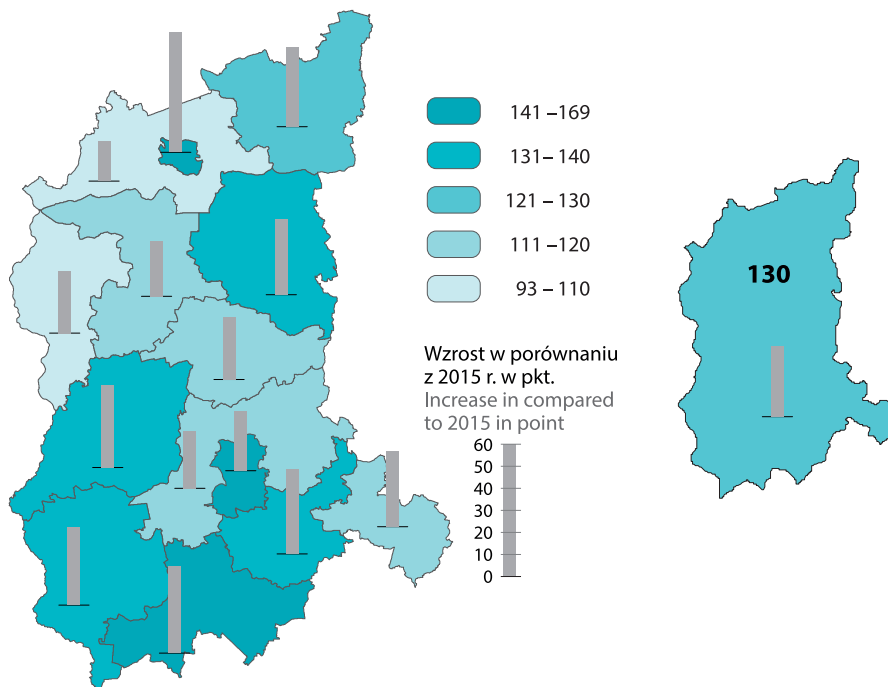 141 –169
131– 140
121 – 130
111 – 120
93 – 110
130
Wzrost w porównaniu
z 2015 r. w pkt.
Increase in compared
to 2015 in point
60
50
40
30
20
10
0